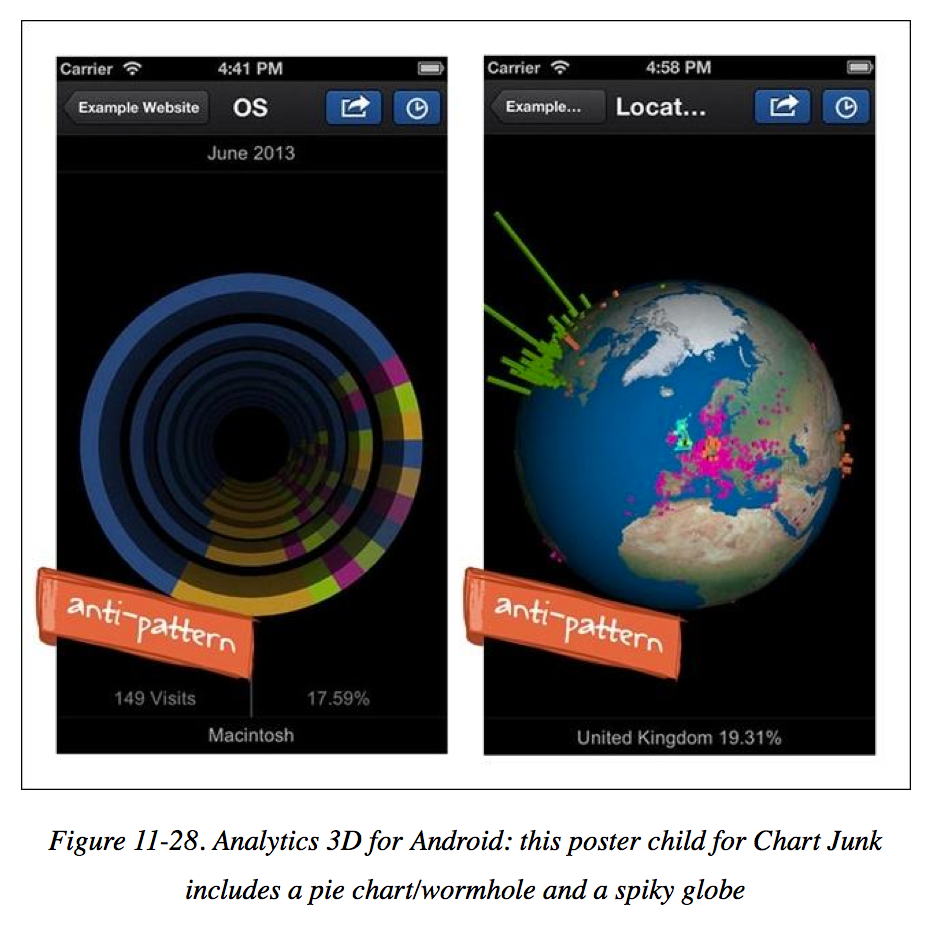 Carrier 4:41 PM
Example Website OS
June 2013
anti-pattern
149 Visits 17.59%
Macintosh
Carrier 4:58 PM
Example... Locat...
anti-pattern
United Kingdom 19.31%
Figure 11-28. Analytics 3D for Android: this poster child for Chart Junk
includes a pie chart/wormhole and a spiky globe